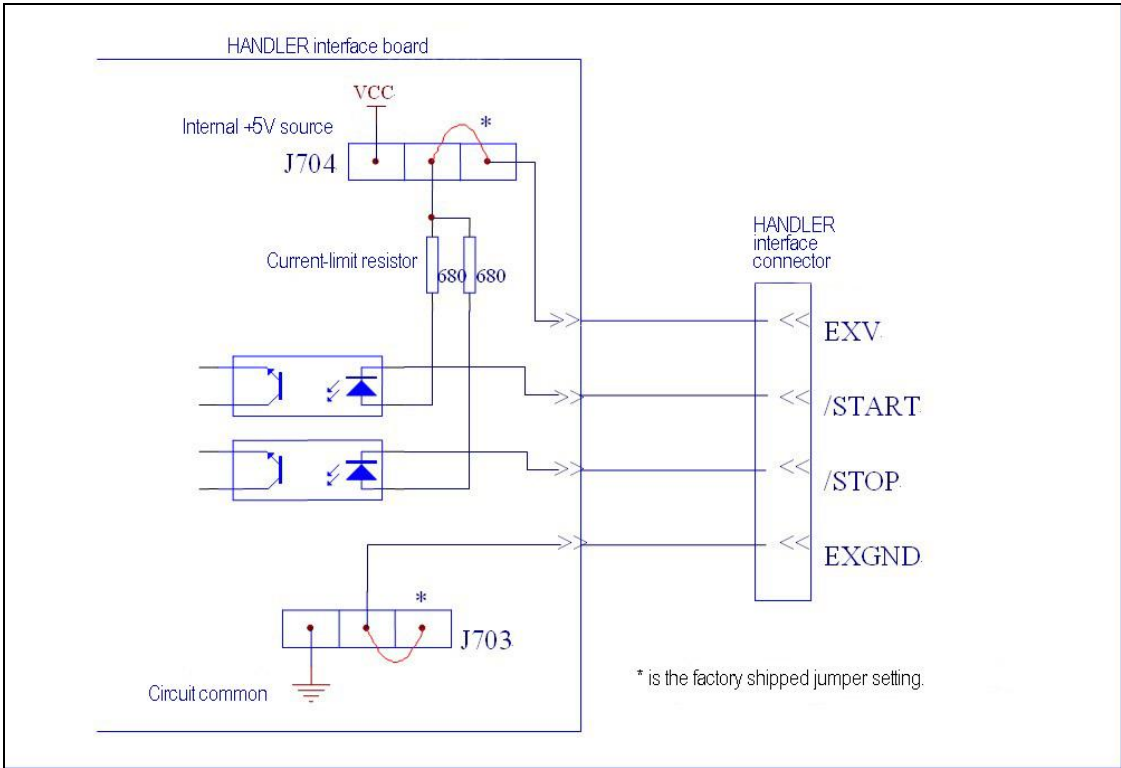 HANDLER interface board
VCC
Internal +5V source
*
J704
HANDLER
interface
connector
Current-limit resistor
680
680
EXV
/START
/STOP
EXGND
*
J703
Circuit common
* is the factory shipped jumper setting.